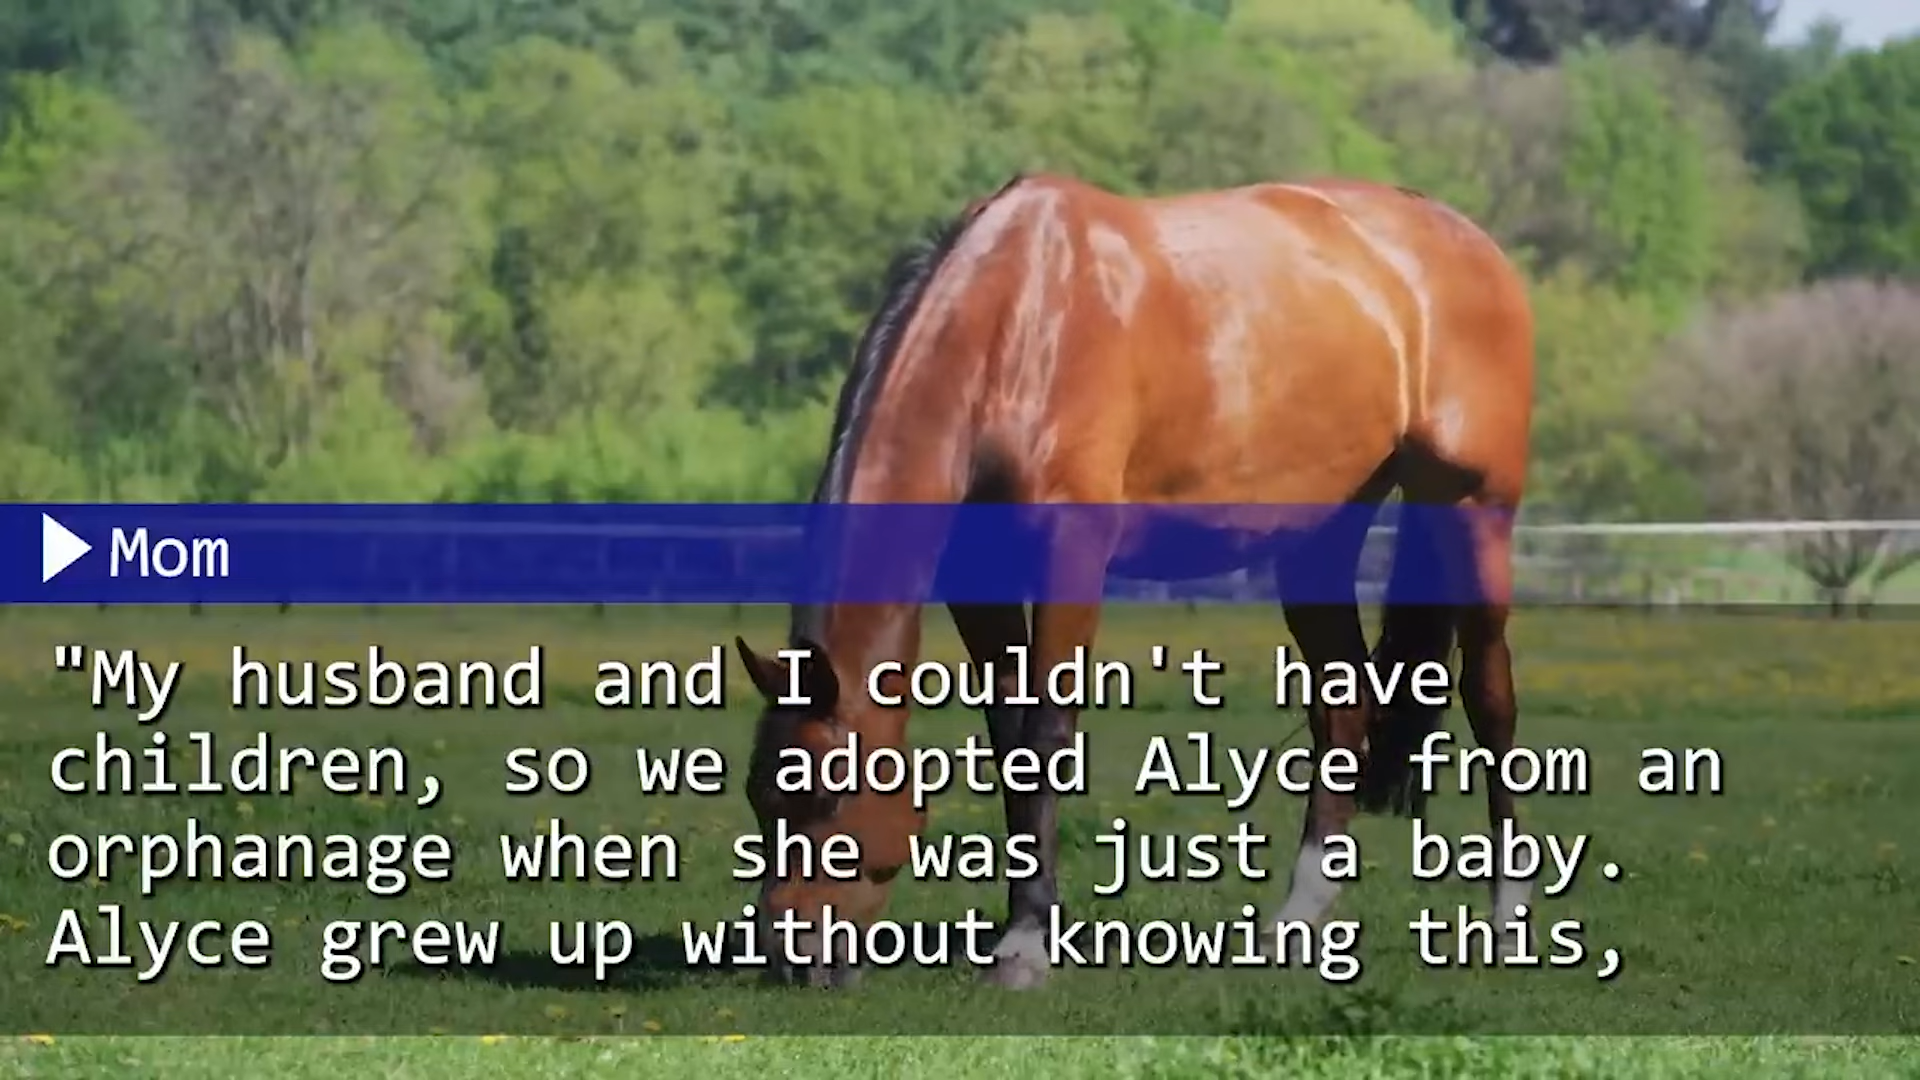 Mom
"My husband and I couldn't have
children, so we adopted Alyce from an
orphanage when she was just a baby.
Alyce grew up without knowing this,